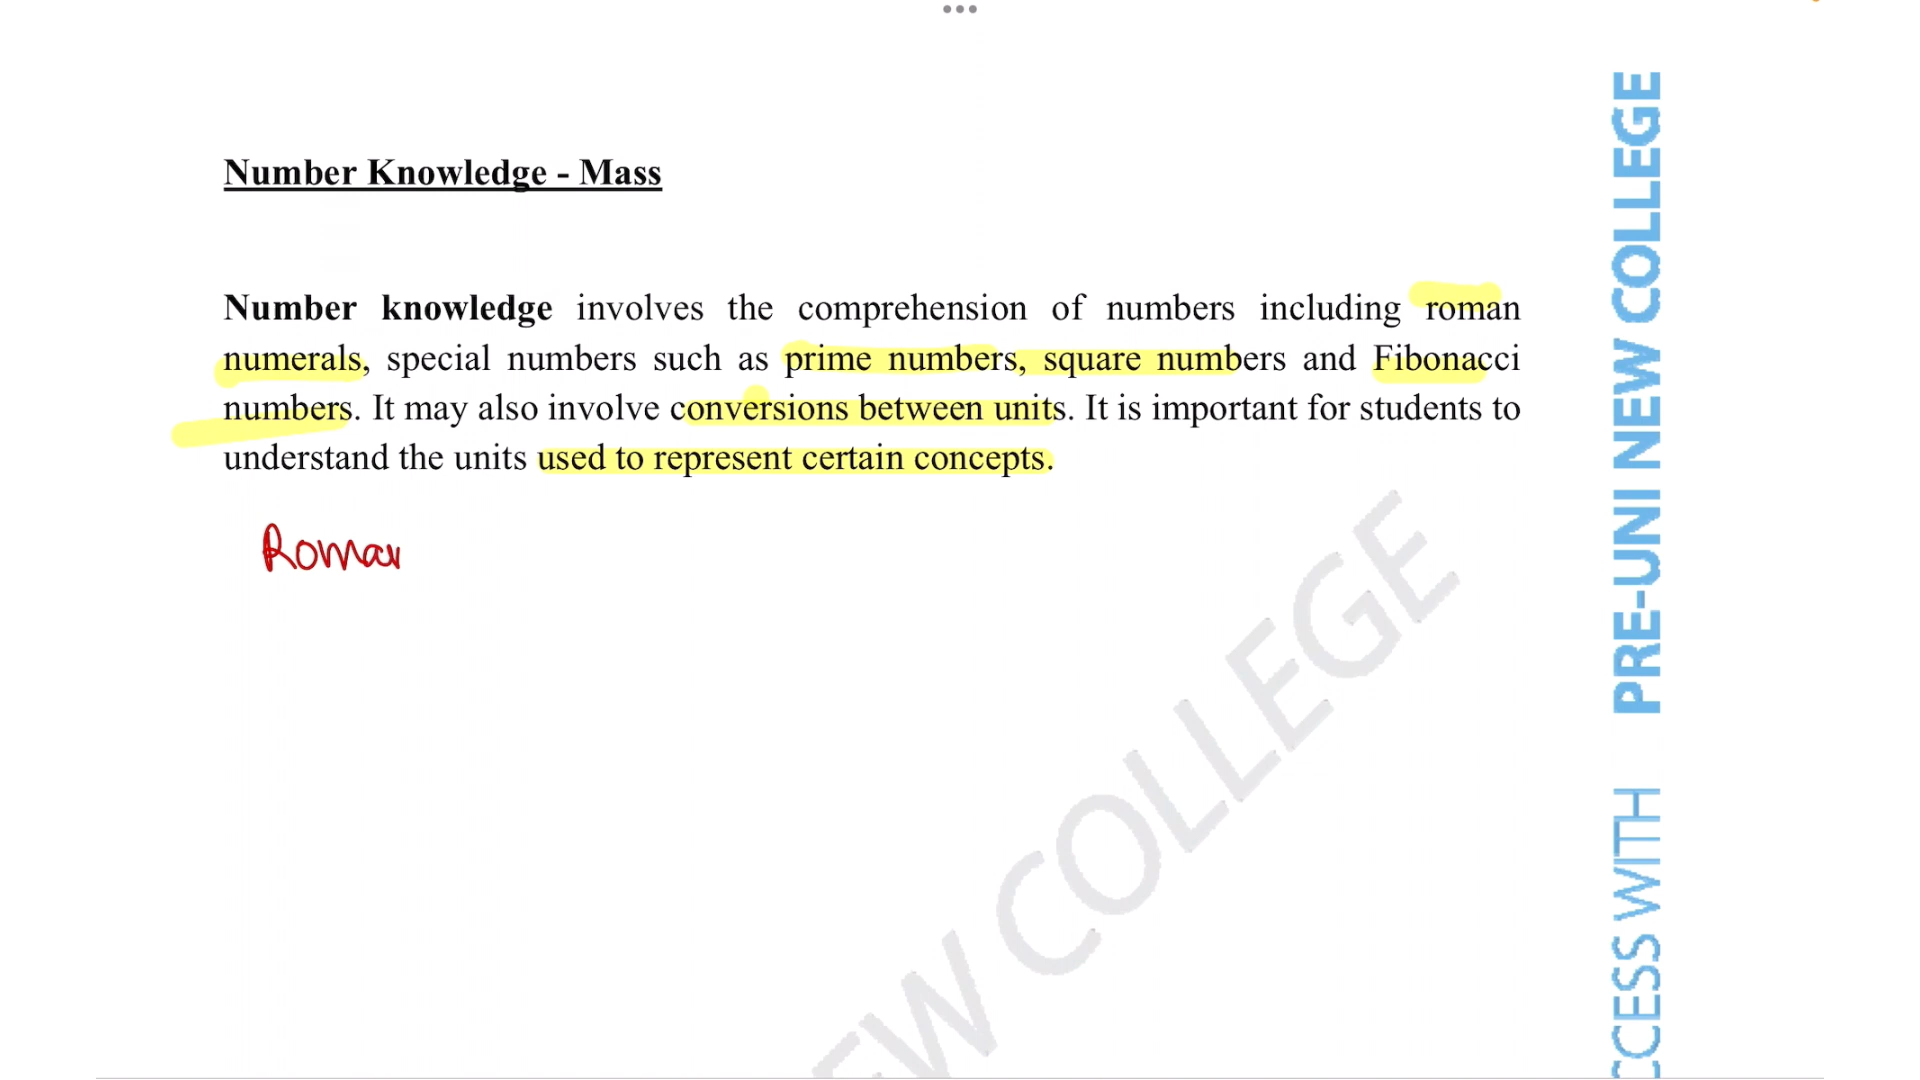 Number Knowledge - Mass
Number knowledge involves the comprehension of numbers including roman
numerals, special numbers such as prime numbers, square numbers and Fibonacci
numbers. It may also involve conversions between units. It is important for students to
understand the units used to represent certain concepts.
Roman
EW COLLEGE
CCESS WITH PRE-UNI NEW COLLEGE